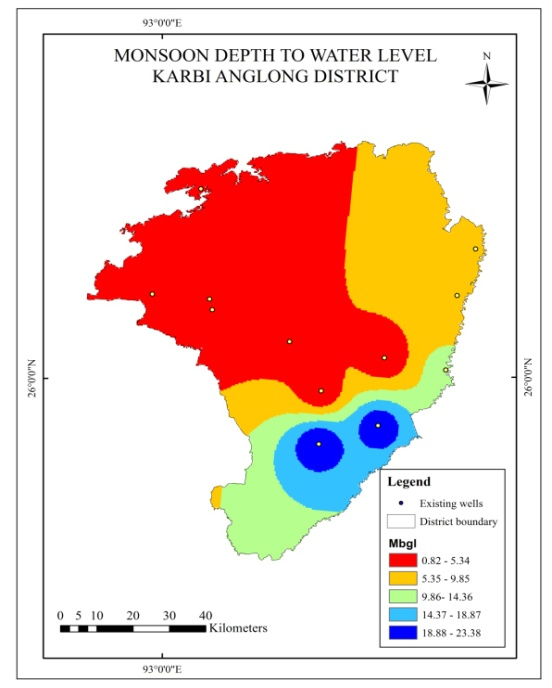 93°0'0"E
MONSOON DEPTH TO WATER LEVEL
KARBI ANGLONG DISTRICT
N
26°0'0"N
26°0'0"N
Legend
Existing wells
District boundary
Mbgl
0.82 - 5.34
5.35 - 9.85
9.86- 14.36
14.37 - 18.87
18.88 - 23.38
0 5 10 20 30 40
Kilometers
93°0'0"E